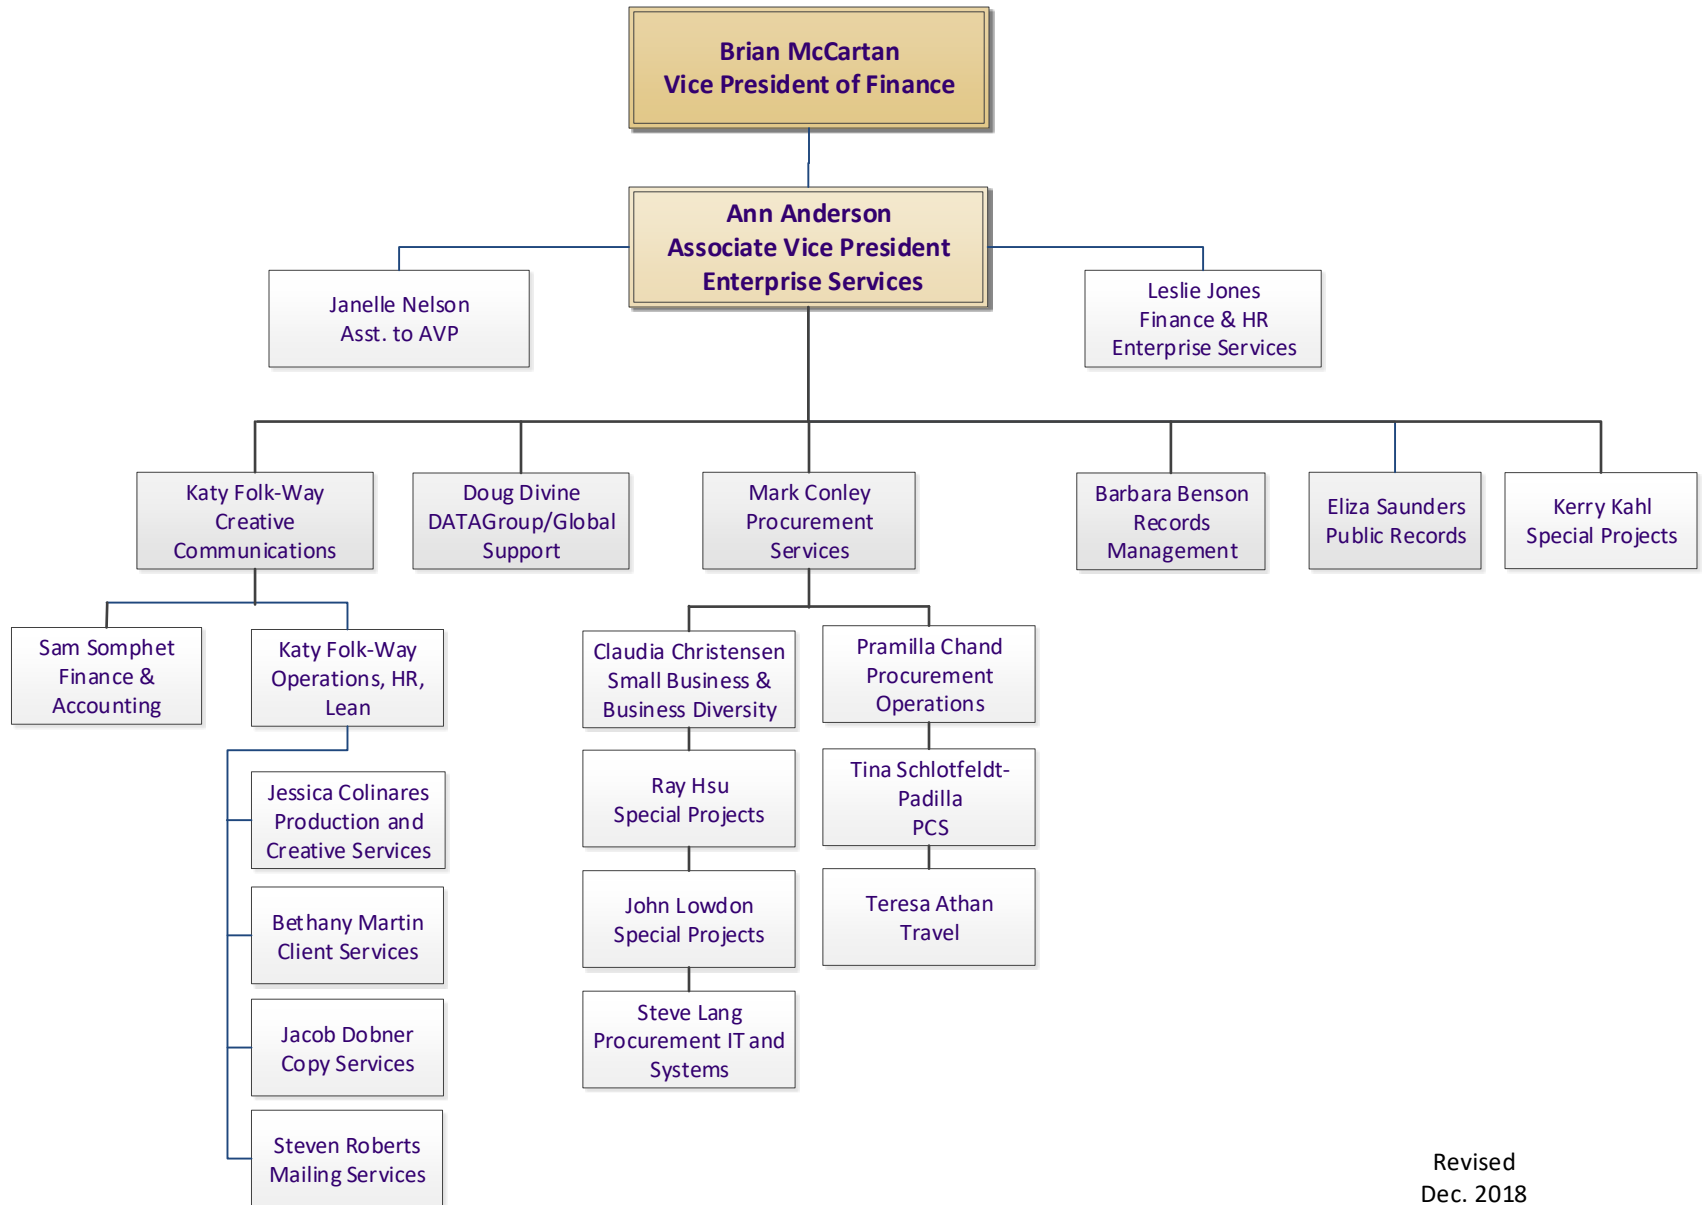 Brian McCartan
Vice President of Finance
Ann Anderson
Associate Vice President
Enterprise Services
Janelle Nelson
Asst. to AVP
Leslie Jones
Finance & HR
Enterprise Services
Katy Folk-Way
Creative
Communications
Doug Divine
DATAGroup/Global
Support
Mark Conley
Procurement
Services
Barbara Benson
Records
Management
Eliza Saunders
Public Records
Kerry Kahl
Special Projects
Sam Somphet
Finance &
Accounting
Katy Folk-Way
Operations, HR,
Lean
Claudia Christensen
Small Business &
Business Diversity
Pramilla Chand
Procurement
Operations
Jessica Colinares
Production and
Creative Services
Ray Hsu
Special Projects
Tina Schlotfeldt-
Padilla
PCS
Bethany Martin
Client Services
John Lowdon
Special Projects
Teresa Athan
Travel
Jacob Dobner
Copy Services
Steve Lang
Procurement IT and
Systems
Steven Roberts
Mailing Services
Revised
Dec. 2018